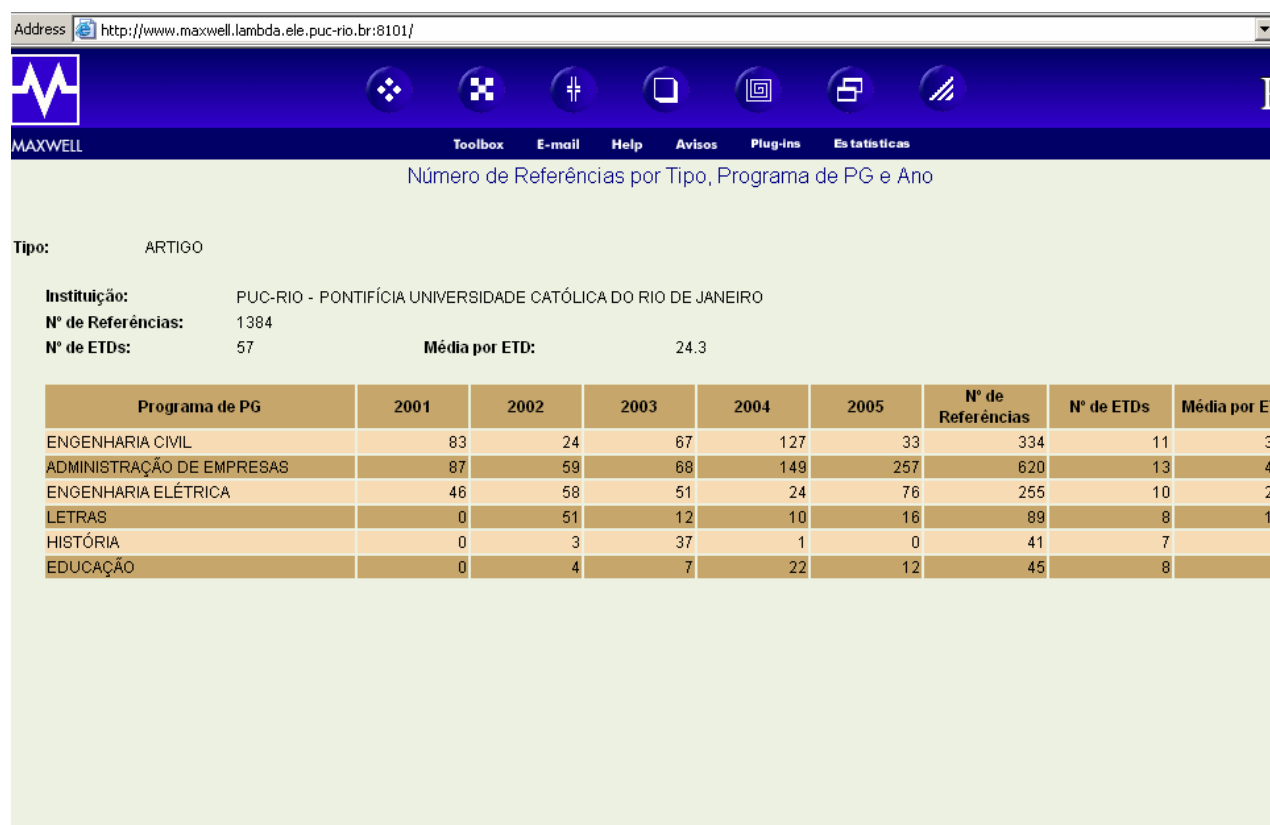 Address http://www.maxwell.lambda.ele.puc-rio.br:8101/
MAXWELL Toolbox E-mail Help Avisos Plug-ins Estatísticas
Número de Referências por Tipo, Programa de PG e Ano
Tipo: ARTIGO
Instituição: PUC-RIO - PONTIFÍCIA UNIVERSIDADE CATÓLICA DO RIO DE JANEIRO
Nº de Referências: 1384
Nº de ETDs: 57 Média por ETD: 24.3
Programa de PG 2001 2002 2003 2004 2005 Nº de Referências Nº de ETDs Média por
ENGENHARIA CIVIL 83 24 67 127 33 334 11
ADMINISTRAÇÃO DE EMPRESAS 87 59 68 149 257 620 13
ENGENHARIA ELÉTRICA 46 58 51 24 76 255 10
LETRAS 0 51 12 10 16 89 8
HISTÓRIA 0 3 37 1 0 41 7
EDUCAÇÃO 0 4 7 22 12 45 8